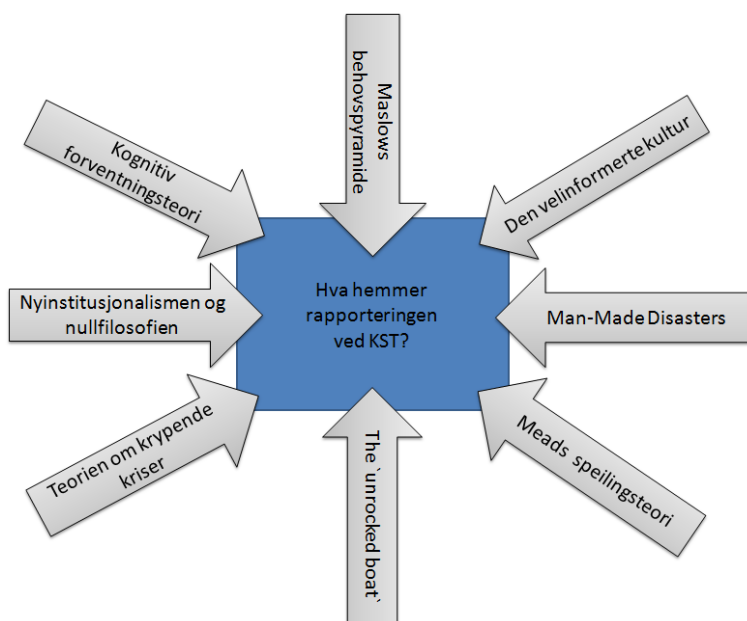 Maslows
behovspyramide
Kognitiv
forventningsteori
Den velinformerte kultur
Nyinstitusjonalismen og
nullfilosofien
Hva hemmer
rapporteringen
ved KST?
Man-Made Disasters
Teorien om krypende
kriser
The `unrocked boat`
Meads speilingsteori